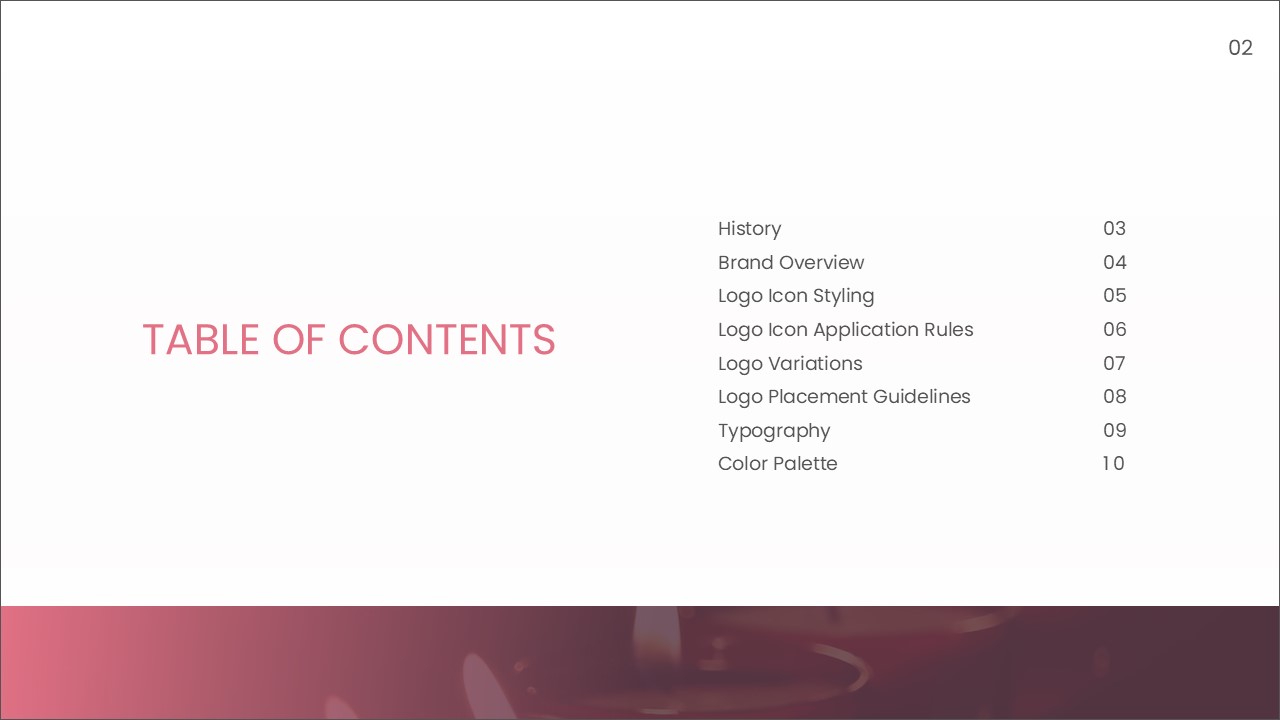 02
TABLE OF CONTENTS
History 03
Brand Overview 04
Logo Icon Styling 05
Logo Icon Application Rules 06
Logo Variations 07
Logo Placement Guidelines 08
Typography 09
Color Palette 10